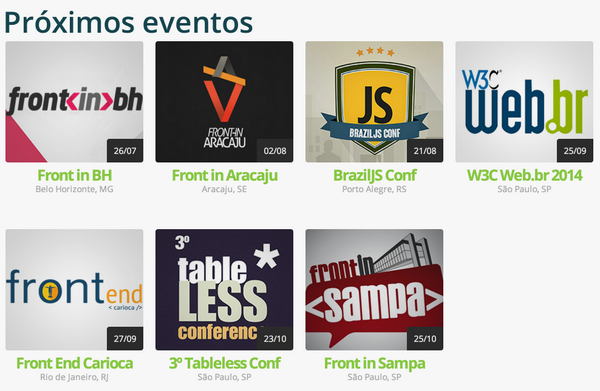 Próximos eventos
front<in>bh
26/07
Front in BH
Belo Horizonte, MG
FRONT-IN
ARACAJU
02/08
Front in Aracaju
Aracaju, SE
JS
BRAZILJS CONF
21/08
BrazilJS Conf
Porto Alegre, RS
W3C
web.br
25/09
W3C Web.br 2014
São Paulo, SP
front end
< carioca />
27/09
Front End Carioca
Rio de Janeiro, RJ
3º
table *
LESS
conferenc
23/10
3º Tableless Conf
São Paulo, SP
frontin
<sampa>
25/10
Front in Sampa
São Paulo, SP